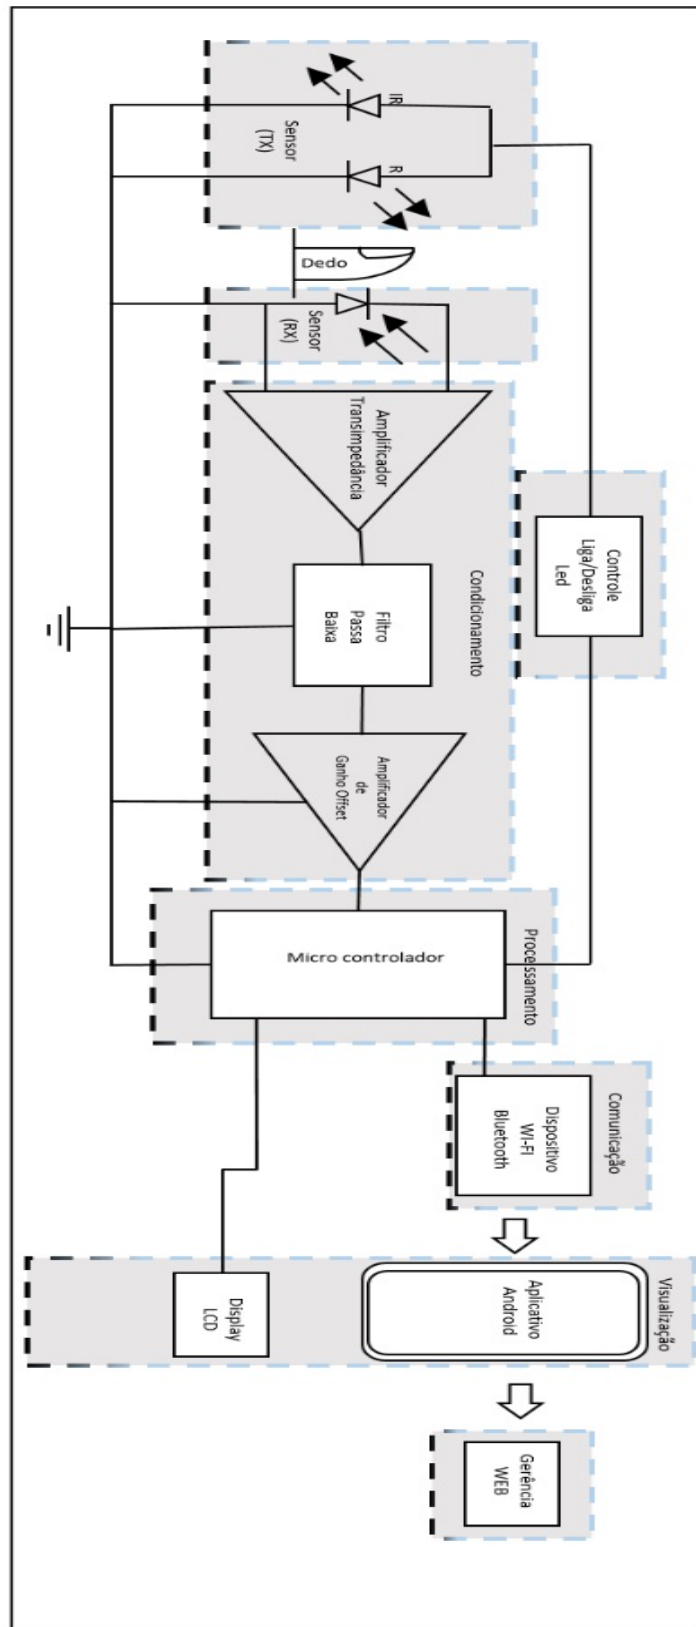 IR
R
Sensor
(TX)
Dedo
Sensor
(RX)
Amplificador
Transimpedância
Condicionamento
Filtro
Passa
Baixa
Controle
Liga/Desliga
Led
Amplificador
de
Ganho Offset
Processamento
Micro controlador
Comunicação
Dispositivo
WI-FI
Bluetooth
Visualização
Aplicativo
Android
Display
LCD
Gerência
WEB